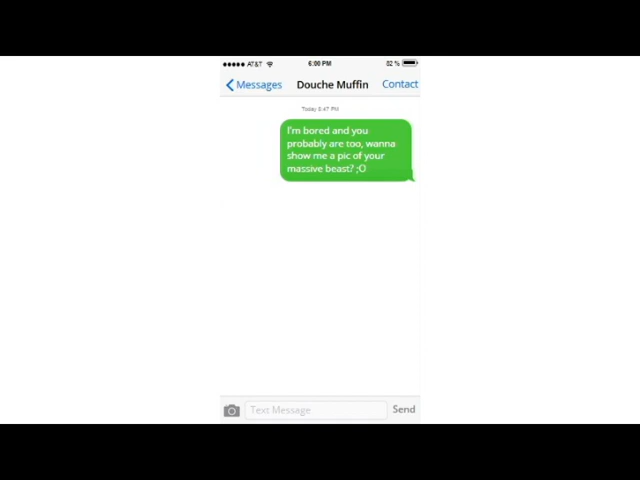 AT&T 6:00 PM 82 %
Messages Douche Muffin Contact
Today 8:47 PM
I'm bored and you
probably are too, wanna
show me a pic of your
massive beast? ;O
Text Message Send